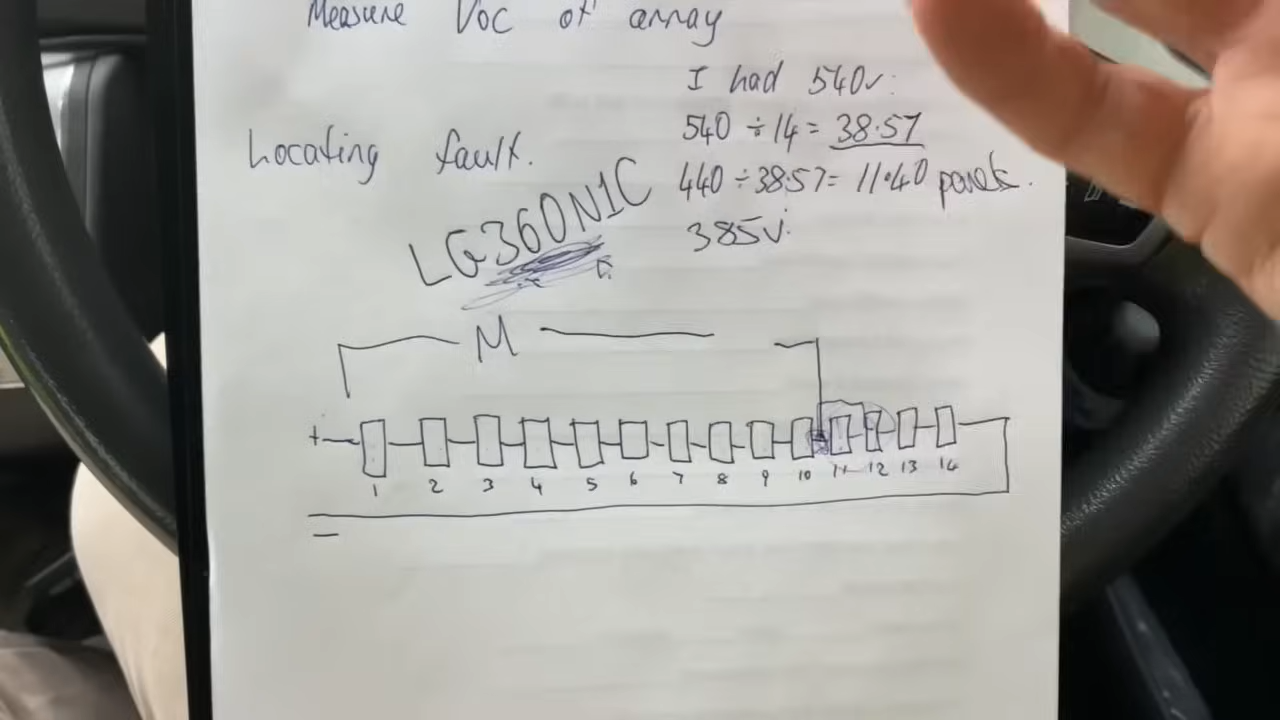 Measure Voc of array
I had 540v.
540 ÷ 14 = 38.57
Locating fault.
440 ÷ 38.57 = 11.40 panels.
LG360N1C
385v.
M
+
1 2 3 4 5 6 7 8 9 10 11 12 13 14
−